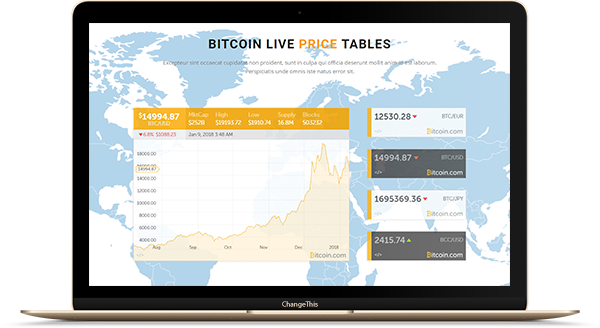 BITCOIN LIVE PRICE TABLES
Excepteur sint occaecat cupidatat non proident, sunt in culpa qui officia deserunt mollit anim id est laborum.
Perspiciatis unde omnis iste natus error sit.
$14994.87
BTC/USD
MktCap High Low Supply Blocks
$252B $19193.72 $1910.74 16.8M 503232
6.8% $1088.23 Jan 9, 2018 3:48 AM
18000.00
16000.00
14994.87
14000.00
12000.00
10000.00
8000.00
6000.00
4000.00
2000.00
Aug Sep Oct Nov Dec 2018
</>
Bitcoin.com
12530.28 BTC/EUR
</> Bitcoin.com
14994.87 BTC/USD
</> Bitcoin.com
1695369.36 BTC/JPY
</> Bitcoin.com
2415.74 BCC/USD
</> Bitcoin.com
ChangeThis